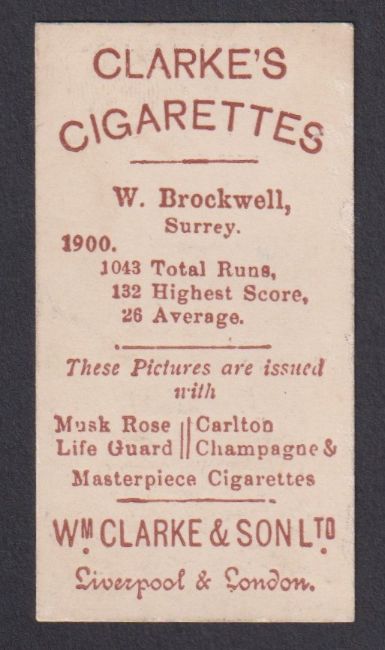 CLARKE'S
CIGARETTES
W. Brockwell,
Surrey.
1900.
1043 Total Runs,
132 Highest Score,
26 Average.
These Pictures are issued
with
Musk Rose || Carlton
Life Guard || Champagne &
Masterpiece Cigarettes
WM. CLARKE & SON LTD.
Liverpool & London.